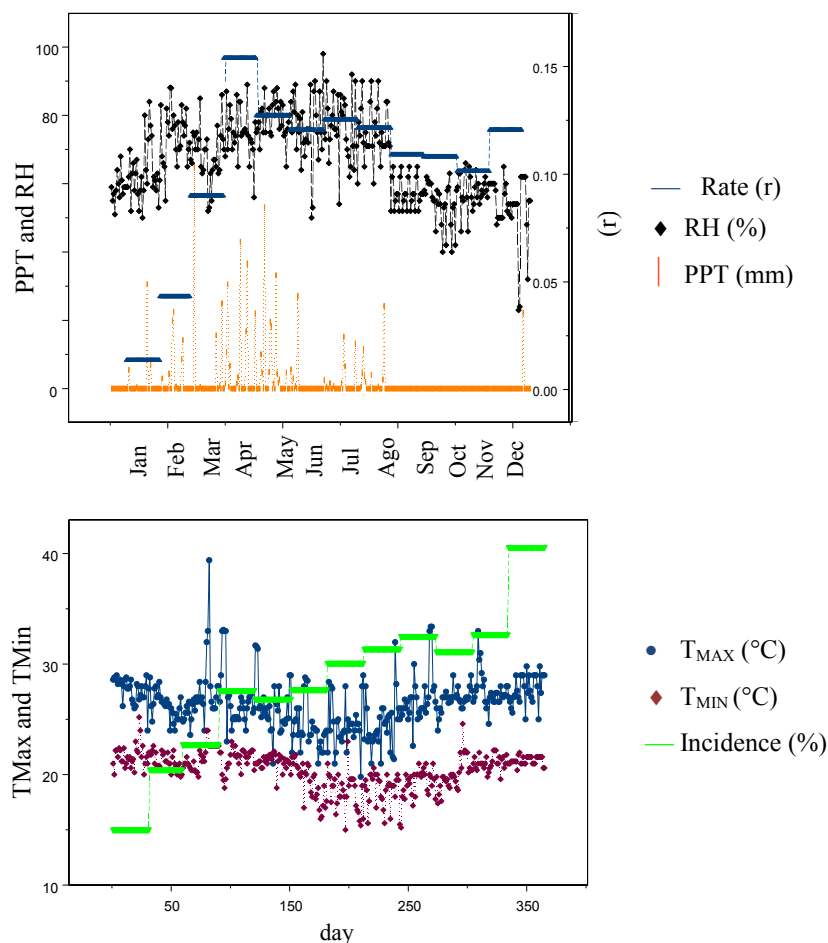 100
80
0
PPT and RH
0.15
0.10
0.05
0.00
(r)
Rate (r)
RH (%)
PPT (mm)
Jan
Feb
Mar
Apr
May
Jun
Jul
Ago
Sep
Oct
Nov
Dec
40
30
20
10
TMax and TMin
50
150
250
350
day
TMAX (°C)
TMIN (°C)
Incidence (%)